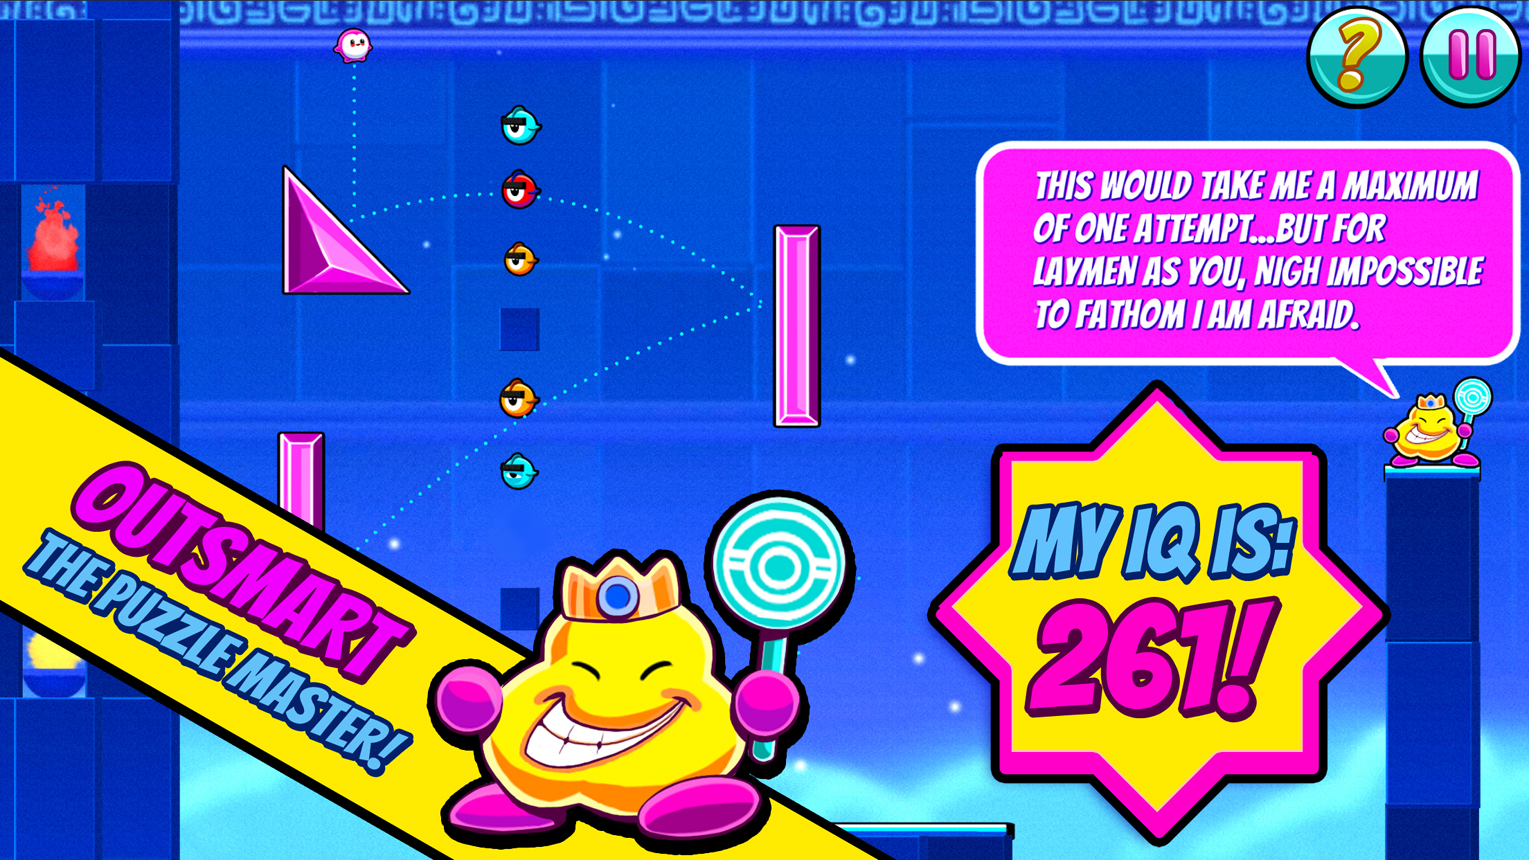 ?
THIS WOULD TAKE ME A MAXIMUM
OF ONE ATTEMPT...BUT FOR
LAYMEN AS YOU, NIGH IMPOSSIBLE
TO FATHOM I AM AFRAID.
OUTSMART
THE PUZZLE MASTER!
MY IQ IS:
261!